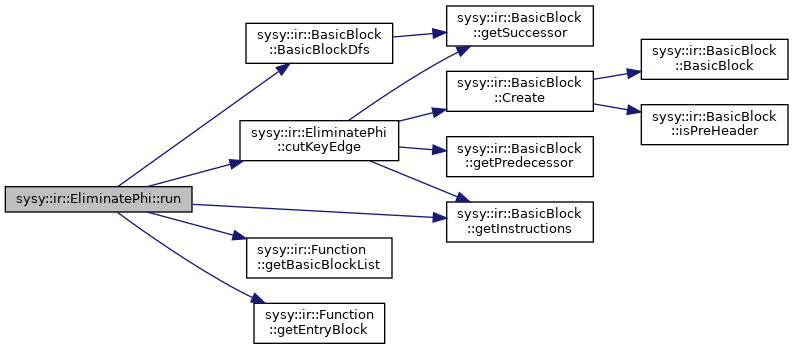 sysy::ir::EliminatePhi::run
sysy::ir::BasicBlock
::BasicBlockDfs
sysy::ir::EliminatePhi
::cutKeyEdge
sysy::ir::Function
::getBasicBlockList
sysy::ir::Function
::getEntryBlock
sysy::ir::BasicBlock
::getSuccessor
sysy::ir::BasicBlock
::Create
sysy::ir::BasicBlock
::getPredecessor
sysy::ir::BasicBlock
::getInstructions
sysy::ir::BasicBlock
::BasicBlock
sysy::ir::BasicBlock
::isPreHeader